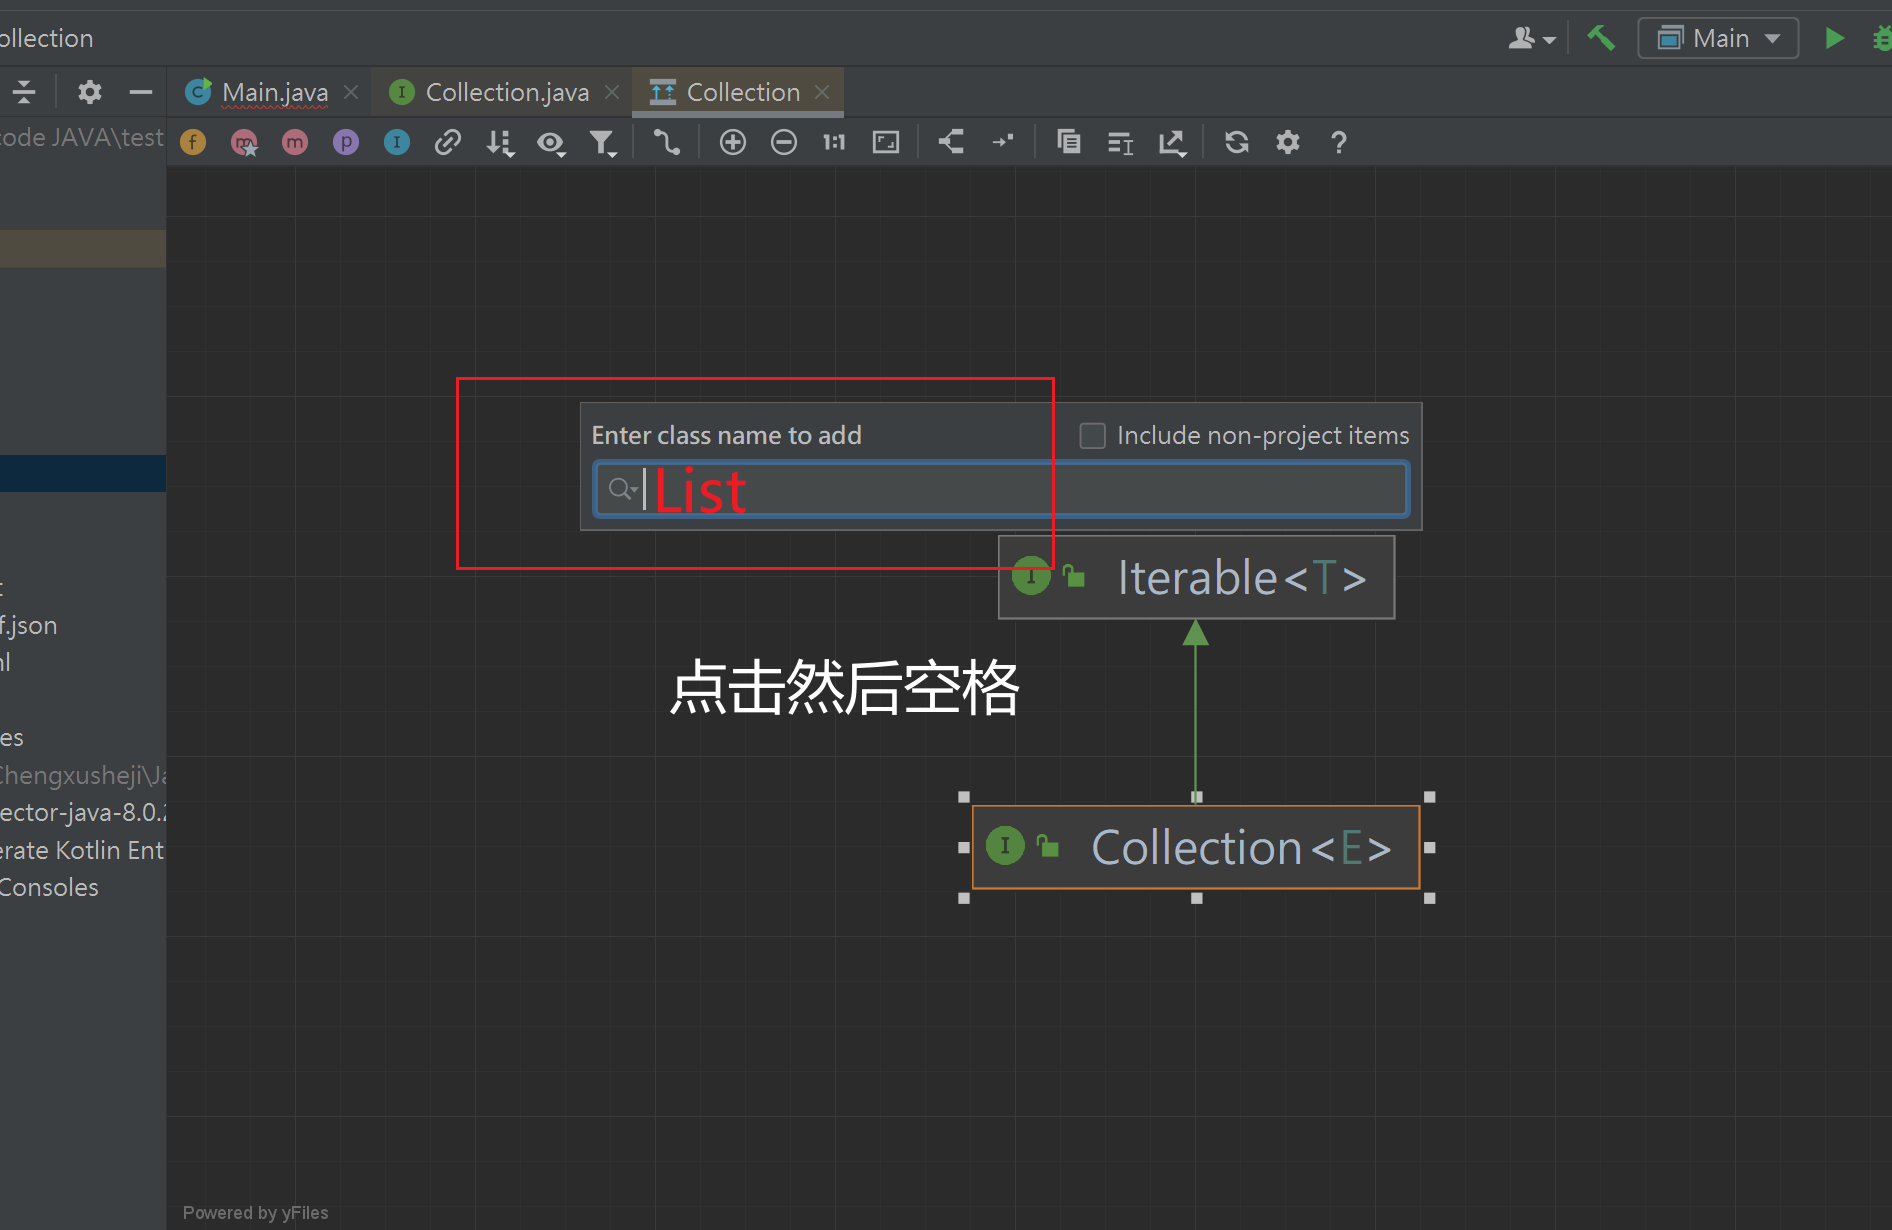 ollection
Main
Main.java
Collection.java
Collection
code JAVA\test
f
m
m
p
I
1:1
?
Enter class name to add
Include non-project items
List
I Iterable<T>
点击然后空格
I Collection<E>
f.json
es
Chengxusheji\Ja
ector-java-8.0.2
erate Kotlin Ent
Consoles
Powered by yFiles